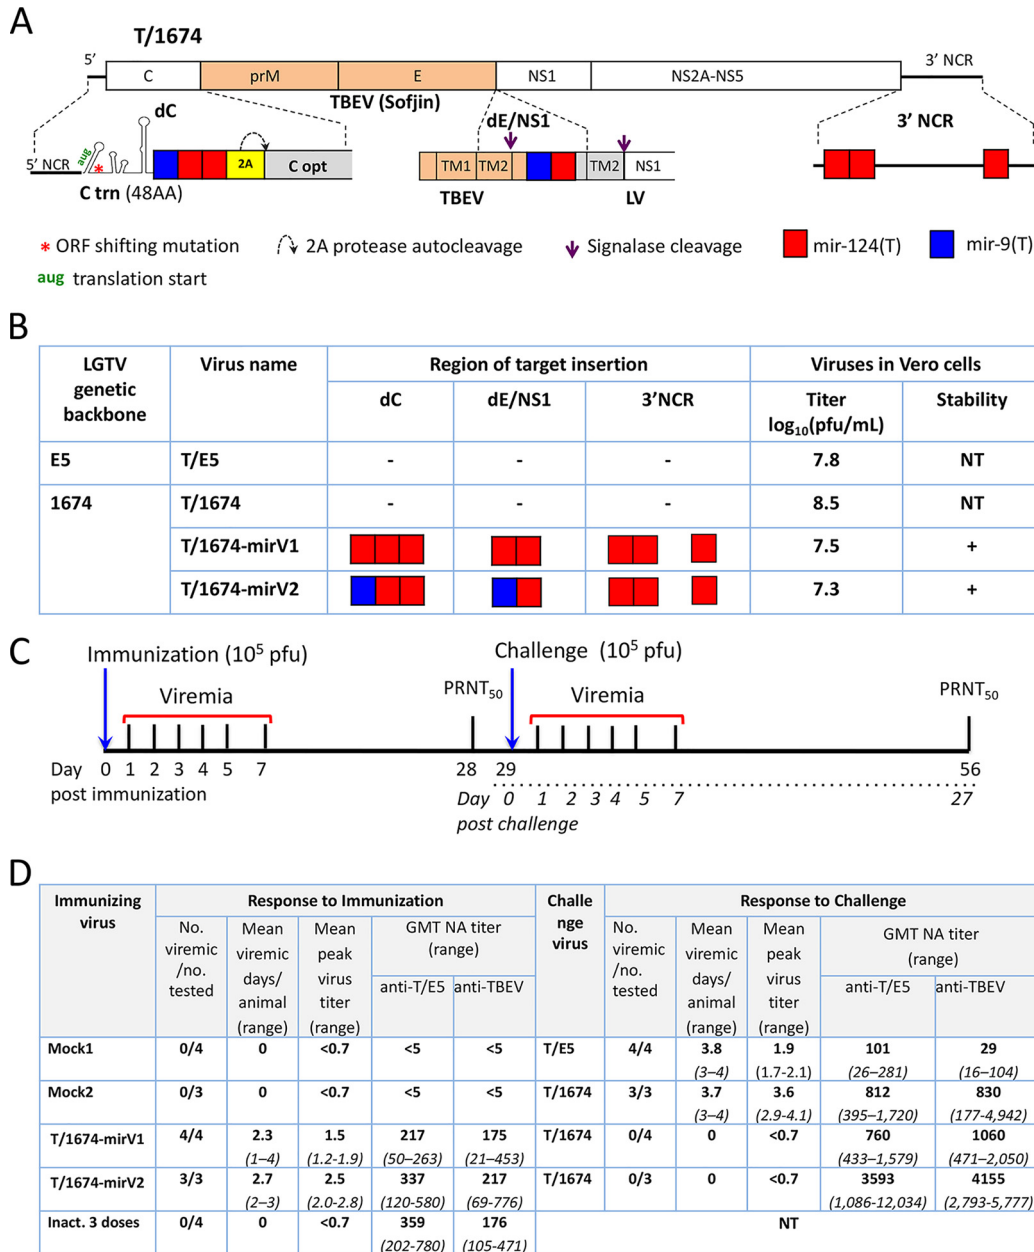 A
T/1674
5’
C
prM
E
NS1
NS2A-NS5
3’ NCR
TBEV (Sofjin)
dC
dE/NS1
3’ NCR
5’ NCR
aug
*
2A
C opt
TM1
TM2
TM2
NS1
C trn (48AA)
TBEV
LV
* ORF shifting mutation
2A protease autocleavage
Signalase cleavage
mir-124(T)
mir-9(T)
aug translation start
B
LGTV genetic backbone
Virus name
Region of target insertion
Viruses in Vero cells
dC
dE/NS1
3’NCR
Titer log10(pfu/mL)
Stability
E5 T/E5 - - - 7.8 NT
1674 T/1674 - - - 8.5 NT
T/1674-mirV1 7.5 +
T/1674-mirV2 7.3 +
C
Immunization (10⁵ pfu)
Challenge (10⁵ pfu)
Viremia
PRNT50
Viremia
PRNT50
Day 0 1 2 3 4 5 7 28 29 56
post immunization
Day 0 1 2 3 4 5 7 27
post challenge
D
Immunizing virus
Response to Immunization
Challe
nge
virus
Response to Challenge
No. viremic /no. tested
Mean viremic days/ animal (range)
Mean peak virus titer (range)
GMT NA titer (range)
anti-T/E5
anti-TBEV
No. viremic /no. tested
Mean viremic days/ animal (range)
Mean peak virus titer (range)
GMT NA titer (range)
anti-T/E5
anti-TBEV
Mock1 0/4 0 <0.7 <5 <5 T/E5 4/4 3.8 1.9 101 29
(3–4) (1.7-2.1) (26–281) (16–104)
Mock2 0/3 0 <0.7 <5 <5 T/1674 3/3 3.7 3.6 812 830
(3–4) (2.9-4.1) (395–1,720) (177-4,942)
T/1674-mirV1 4/4 2.3 1.5 217 175 T/1674 0/4 0 <0.7 760 1060
(1–4) (1.2-1.9) (50–263) (21–453) (433–1,579) (471–2,050)
T/1674-mirV2 3/3 2.7 2.5 337 217 T/1674 0/3 0 <0.7 3593 4155
(2–3) (2.0-2.8) (120-580) (69-776) (1,086-12,034) (2,793-5,777)
Inact. 3 doses 0/4 0 <0.7 359 176 NT
(202-780) (105-471)